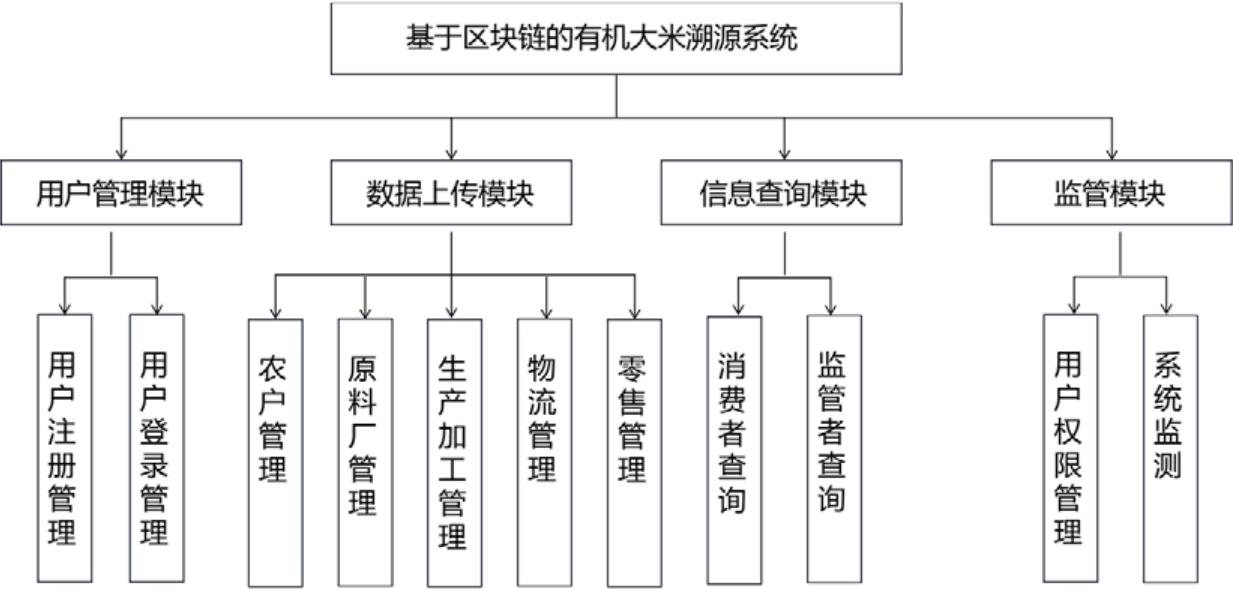 基于区块链的有机大米溯源系统
用户管理模块
数据上传模块
信息查询模块
监管模块
用户注册管理
用户登录管理
农户管理
原料厂管理
生产加工管理
物流管理
零售管理
消费者查询
监管者查询
用户权限管理
系统监测